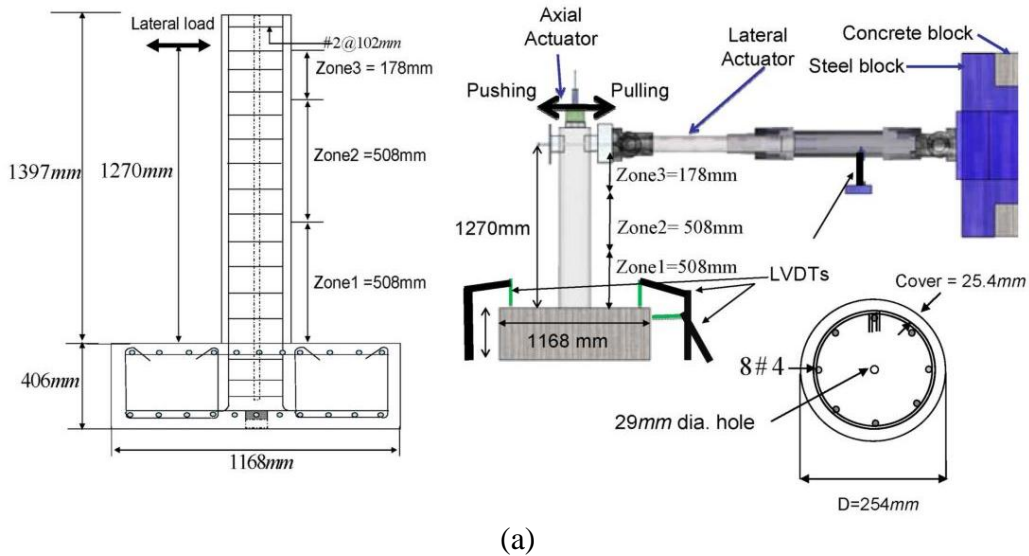 Lateral load
#2@102mm
Zone3 = 178mm
Zone2 =508mm
Zone1 =508mm
1397mm
1270mm
406mm
1168mm
Axial
Actuator
Lateral
Actuator
Concrete block
Steel block
Pushing
Pulling
Zone3=178mm
1270mm
Zone2= 508mm
Zone1=508mm
LVDTs
1168 mm
Cover = 25.4mm
8#4
29mm dia. hole
D=254mm
(a)